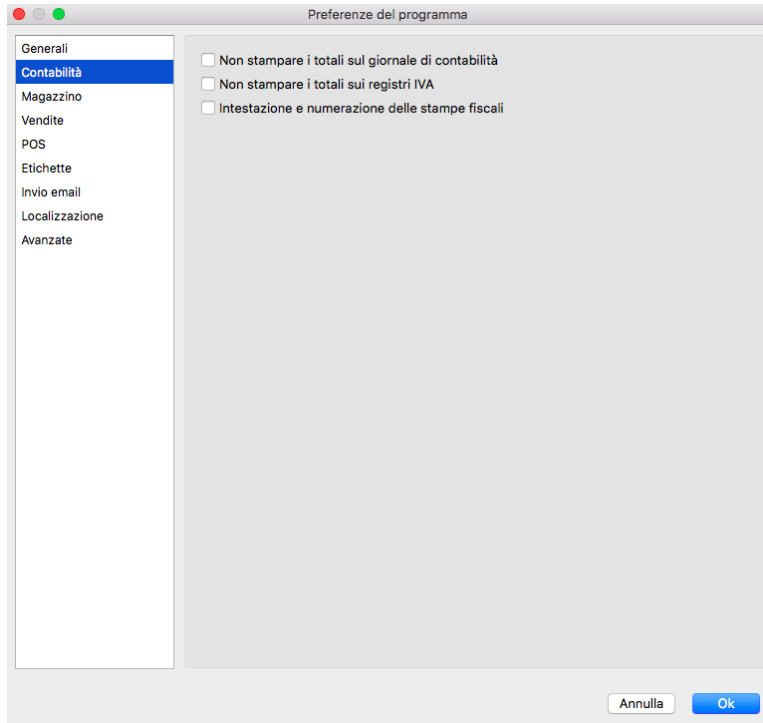 Preferenze del programma
Generali
Contabilità
Magazzino
Vendite
POS
Etichette
Invio email
Localizzazione
Avanzate
Non stampare i totali sul giornale di contabilità
Non stampare i totali sui registri IVA
Intestazione e numerazione delle stampe fiscali
Annulla
Ok